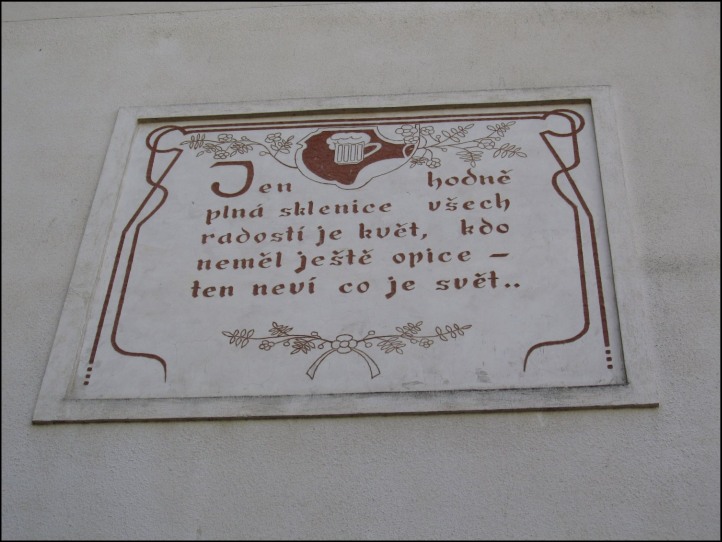 Jen hodně
plná sklenice všech
radostí je květ, kdo
neměl ještě opice –
ten neví co je svět..